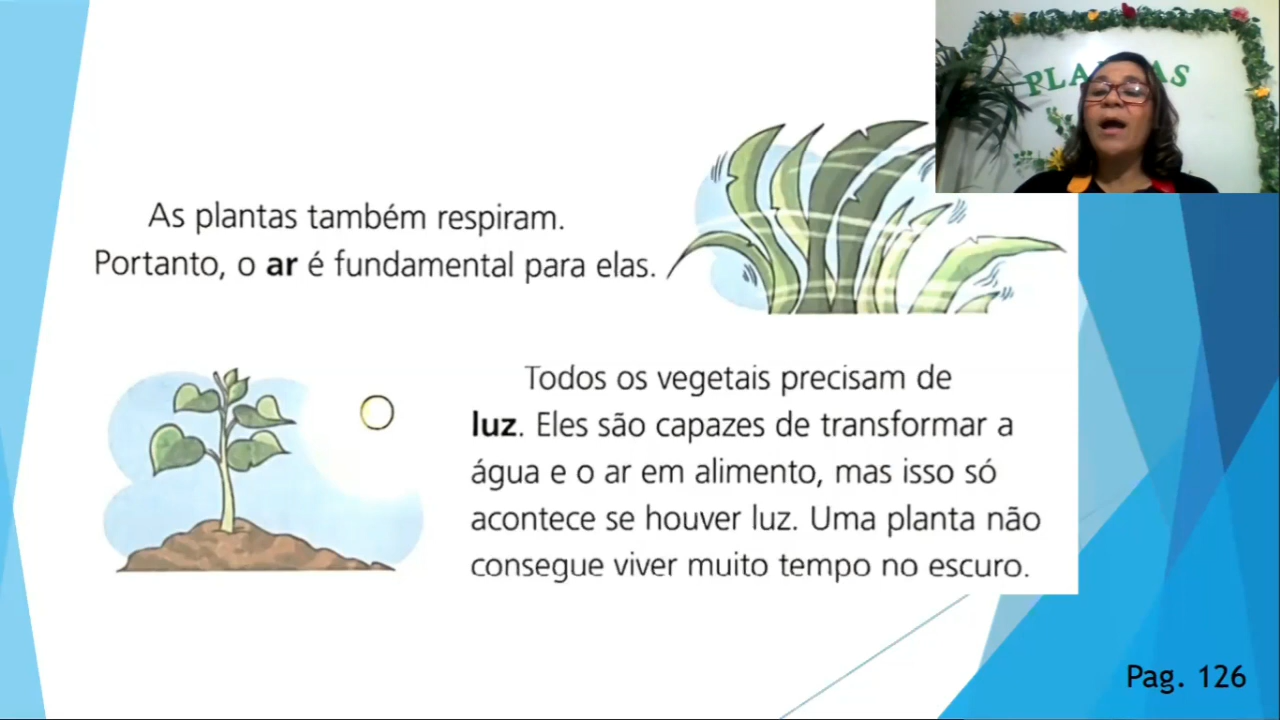 PLANTAS
As plantas também respiram.
Portanto, o ar é fundamental para elas.
Todos os vegetais precisam de
luz. Eles são capazes de transformar a
água e o ar em alimento, mas isso só
acontece se houver luz. Uma planta não
consegue viver muito tempo no escuro.
Pag. 126